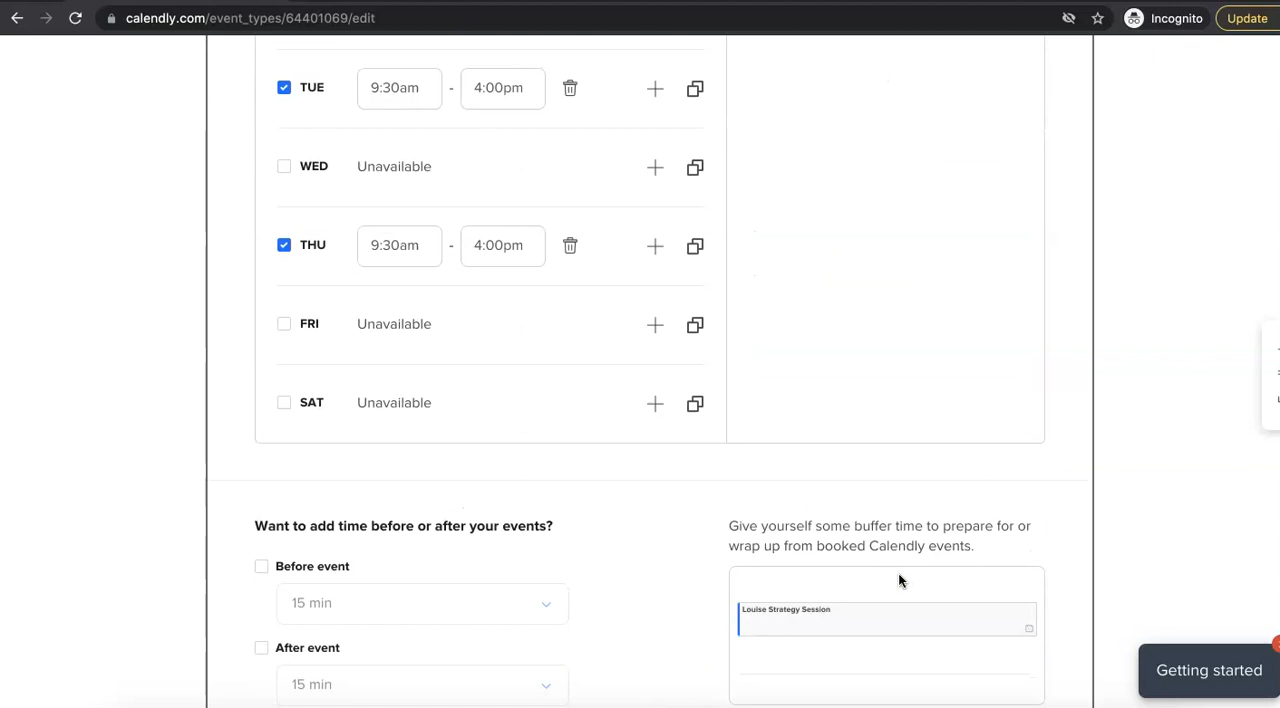 calendly.com/event_types/64401069/edit
Incognito
Update
TUE 9:30am - 4:00pm
WED Unavailable
THU 9:30am - 4:00pm
FRI Unavailable
SAT Unavailable
Want to add time before or after your events?
Before event
15 min
After event
15 min
Give yourself some buffer time to prepare for or
wrap up from booked Calendly events.
Louise Strategy Session
Getting started